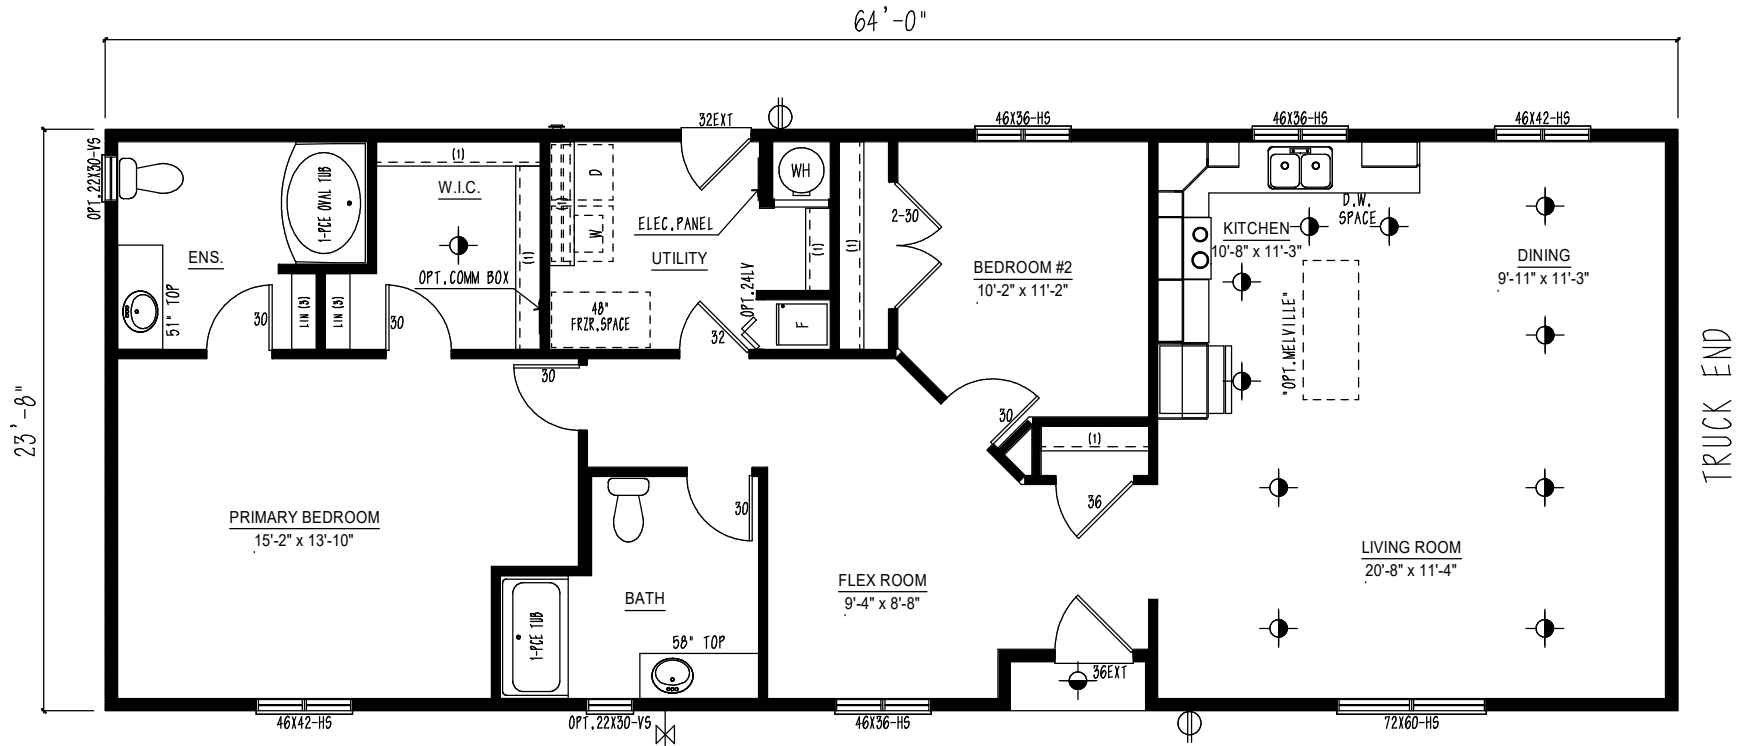 64'-0"
32EXT
46X36-HS
46X36-HS
46X42-HS
OPT.22X30-VS
1-PCE OVAL TUB
(1)
W.I.C.
(1)
D
W
(1)
WH
ELEC.PANEL
(1)
(1)
2-30
D.W.
SPACE
KITCHEN
10'-8" x 11'-3"
DINING
9'-11" x 11'-3"
ENS.
UTILITY
BEDROOM #2
10'-2" x 11'-2"
OPT.COMM BOX
OPT.24LV
51" TOP
30
LIN (3)
LIN (3)
30
48"
FRZR.SPACE
32
F
"OPT.MELVILLE"
23'-8"
TRUCK END
30
30
(1)
36
30
PRIMARY BEDROOM
15'-2" x 13'-10"
LIVING ROOM
20'-8" x 11'-4"
FLEX ROOM
9'-4" x 8'-8"
BATH
1-PCE TUB
58" TOP
36EXT
46X42-HS
OPT.22X30-VS
46X36-HS
72X60-HS